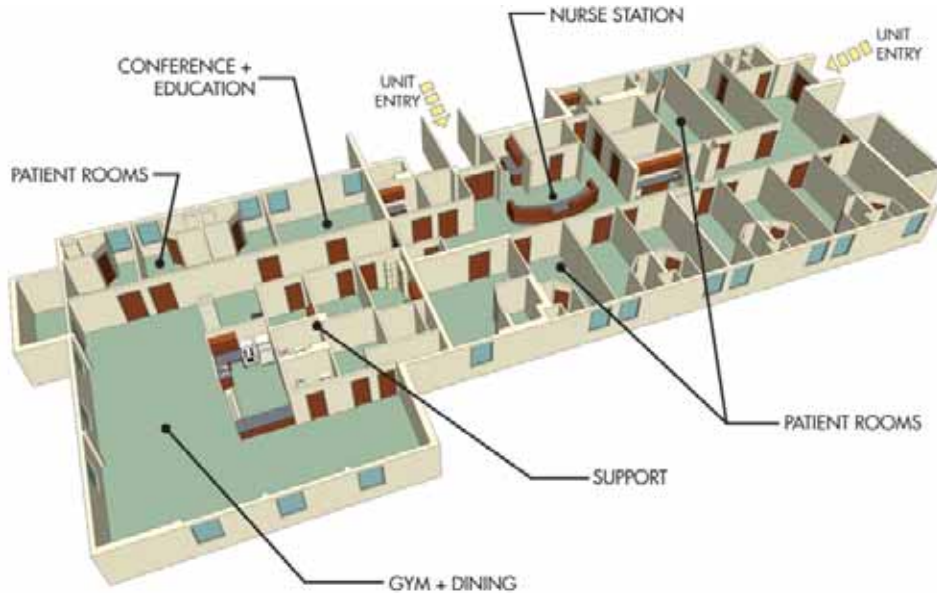 NURSE STATION
UNIT
ENTRY
CONFERENCE +
EDUCATION
UNIT
ENTRY
PATIENT ROOMS
PATIENT ROOMS
SUPPORT
GYM + DINING